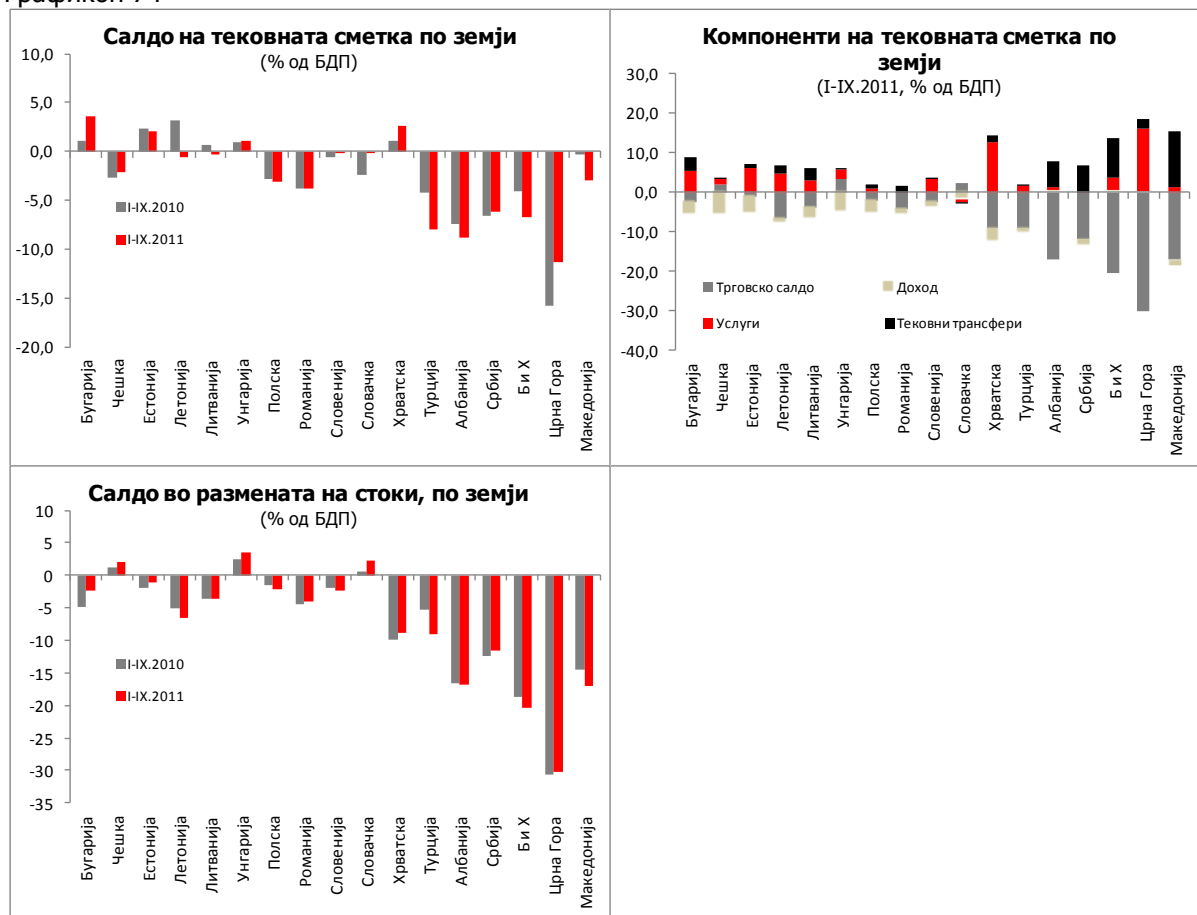 Салдо на тековната сметка по земји
(% од БДП)
10,0
5,0
0,0
-5,0
-10,0
-15,0
-20,0
I-IX.2010
I-IX.2011
Бугарија
Чешка
Естонија
Летонија
Литванија
Унгарија
Полска
Романија
Словенија
Словачка
Хрватска
Турција
Албанија
Србија
Б и Х
Црна Гора
Македонија
Компоненти на тековната сметка по
земји
(I-IX.2011, % од БДП)
30,0
20,0
10,0
0,0
-10,0
-20,0
-30,0
-40,0
Трговско салдо
Доход
Услуги
Тековни трансфери
Бугарија
Чешка
Естонија
Летонија
Литванија
Унгарија
Полска
Романија
Словенија
Словачка
Хрватска
Турција
Албанија
Србија
Б и Х
Црна Гора
Македонија
Салдо во размената на стоки, по земји
(% од БДП)
10
5
0
-5
-10
-15
-20
-25
-30
-35
I-IX.2010
I-IX.2011
Бугарија
Чешка
Естонија
Летонија
Литванија
Унгарија
Полска
Романија
Словенија
Словачка
Хрватска
Турција
Албанија
Србија
Б и Х
Црна Гора
Македонија